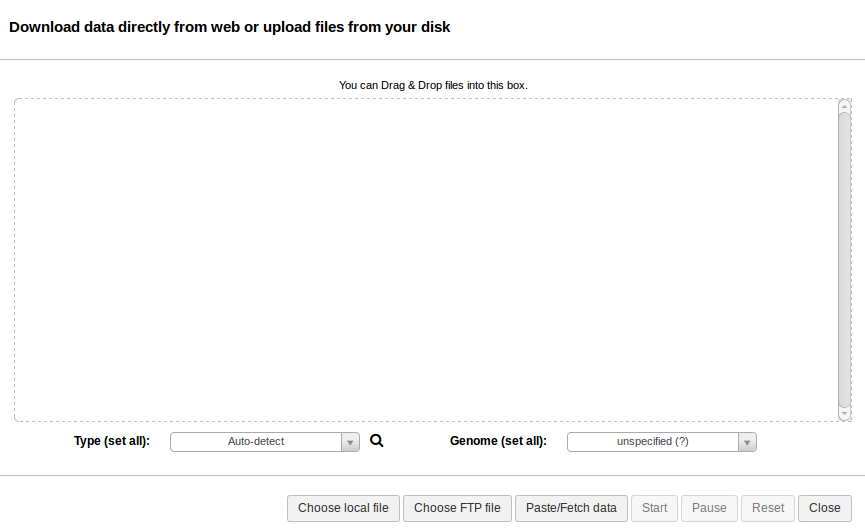 Download data directly from web or upload files from your disk
You can Drag & Drop files into this box.
Type (set all): Auto-detect Genome (set all): unspecified (?)
Choose local file Choose FTP file Paste/Fetch data Start Pause Reset Close